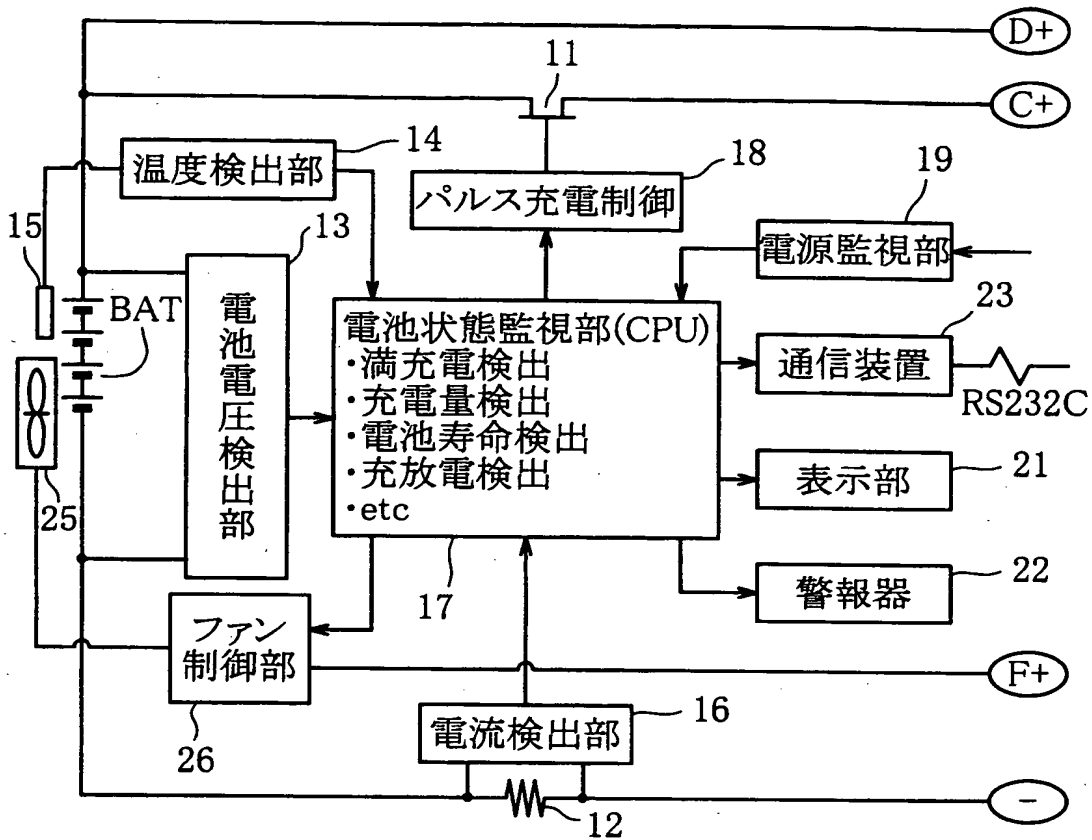 D+
11
C+
14
温度検出部
18
パルス充電制御
19
電源監視部
15
13
電池電圧検出部
BAT
電池状態監視部(CPU)
・満充電検出
・充電量検出
・電池寿命検出
・充放電検出
・etc
23
通信装置
RS232C
21
表示部
25
17
22
警報器
ファン
制御部
26
F+
16
電流検出部
12
-